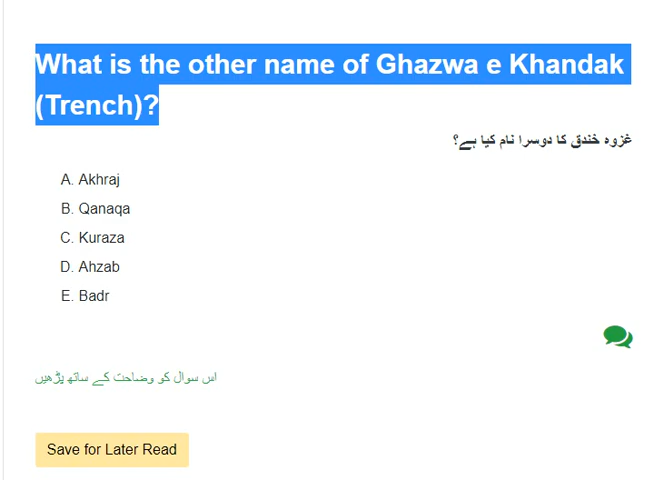 What is the other name of Ghazwa e Khandak
(Trench)?
غزوہ خندق کا دوسرا نام کیا ہے؟
A. Akhraj
B. Qanaqa
C. Kuraza
D. Ahzab
E. Badr
اس سوال کو وضاحت کے ساتھ پڑھیں
Save for Later Read